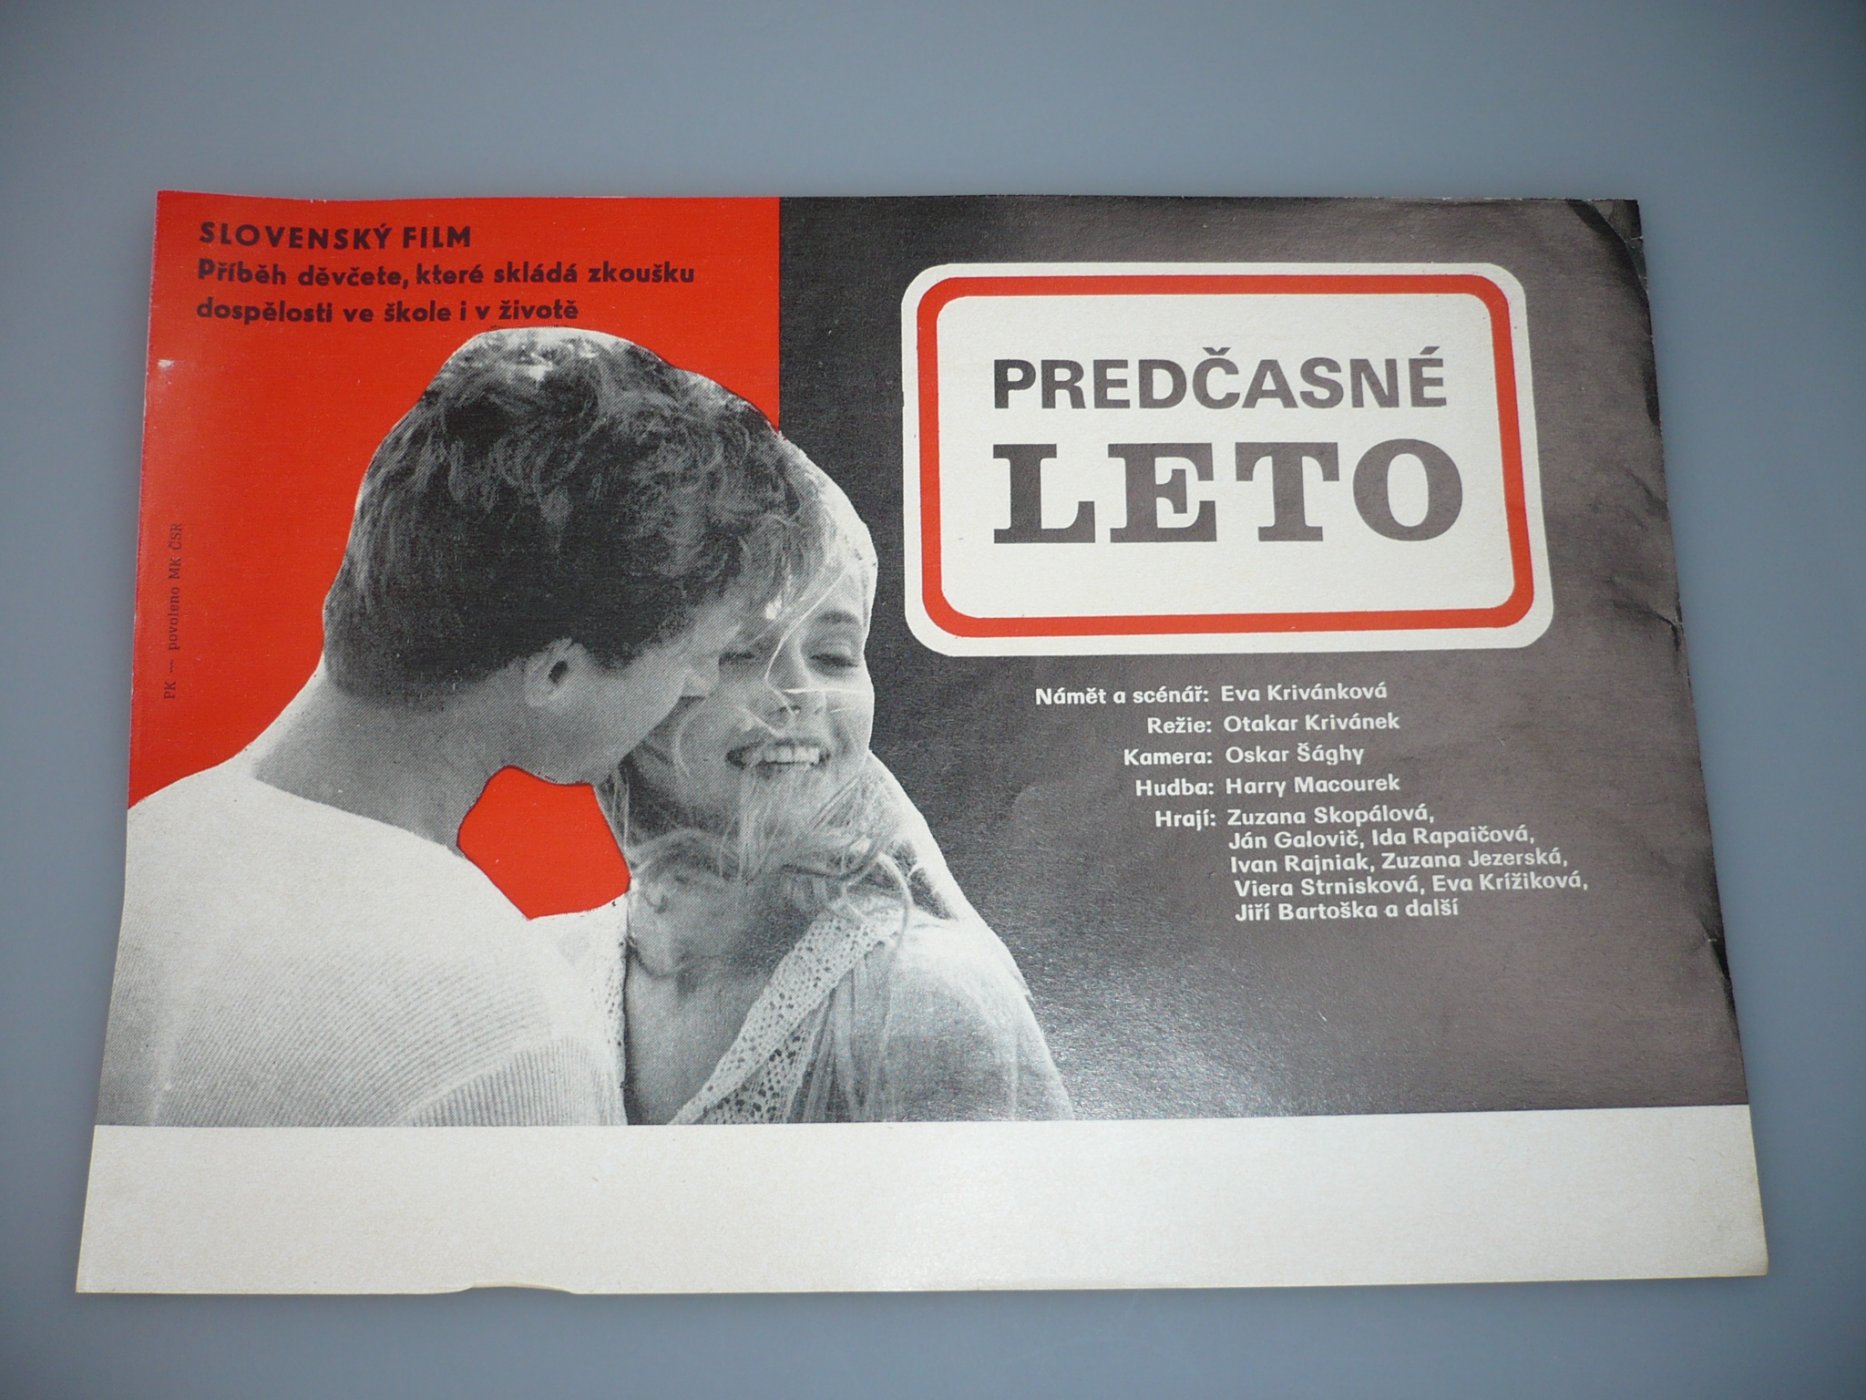 SLOVENSKÝ FILM
Příběh děvčete, které skládá zkoušku
dospělosti ve škole i v životě
PK — povoleno MK ČSR
PREDČASNÉ
LETO
Námět a scénář: Eva Krivánková
Režie: Otakar Krivánek
Kamera: Oskar Šághy
Hudba: Harry Macourek
Hrají: Zuzana Skopálová,
Ján Galovič, Ida Rapaičová,
Ivan Rajniak, Zuzana Jezerská,
Viera Strnisková, Eva Krížiková,
Jiří Bartoška a další